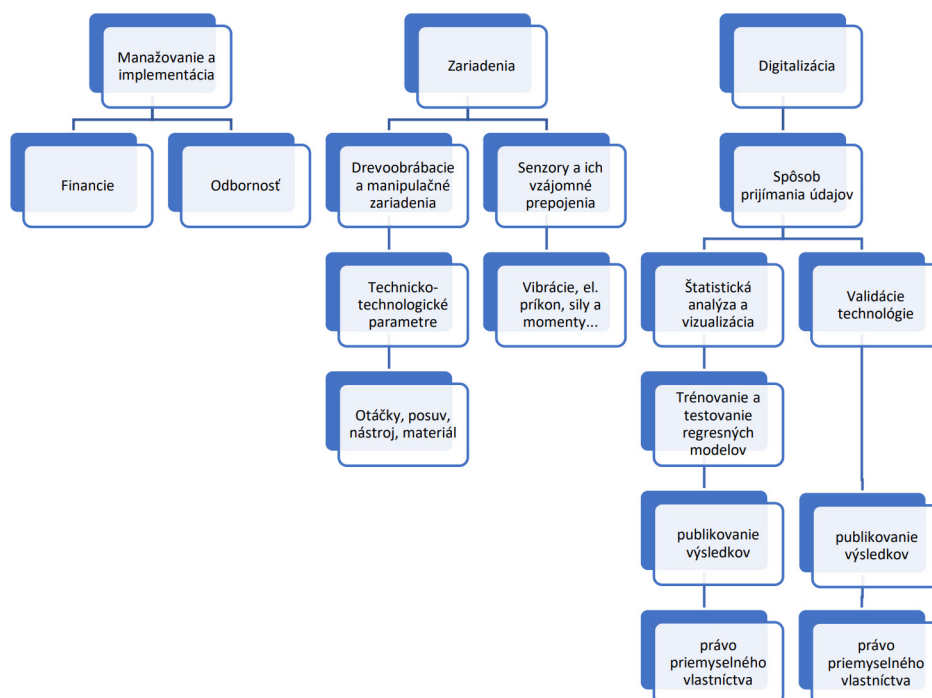 Manažovanie a
implementácia
Zariadenia
Digitalizácia
Financie
Odbornosť
Drevoobrábacie
a manipulačné
zariadenia
Senzory a ich
vzájomné
prepojenia
Spôsob
prijímania údajov
Technicko-
technologické
parametre
Vibrácie, el.
príkon, sily a
momenty...
Štatistická
analýza a
vizualizácia
Validácie
technológie
Otáčky, posuv,
nástroj, materiál
Trénovanie a
testovanie
regresných
modelov
publikovanie
výsledkov
publikovanie
výsledkov
právo
priemyselného
vlastníctva
právo
priemyselného
vlastníctva